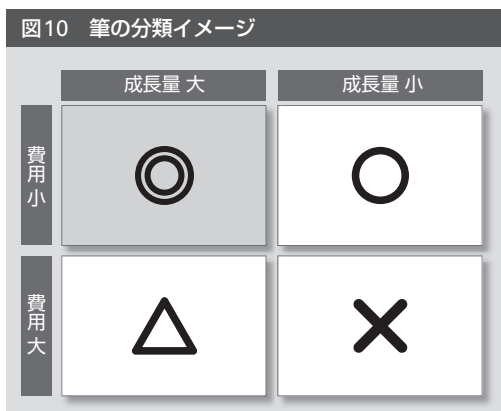 図10 筆の分類イメージ
成長量 大
成長量 小
費用 小
◎
○
費用 大
△
×